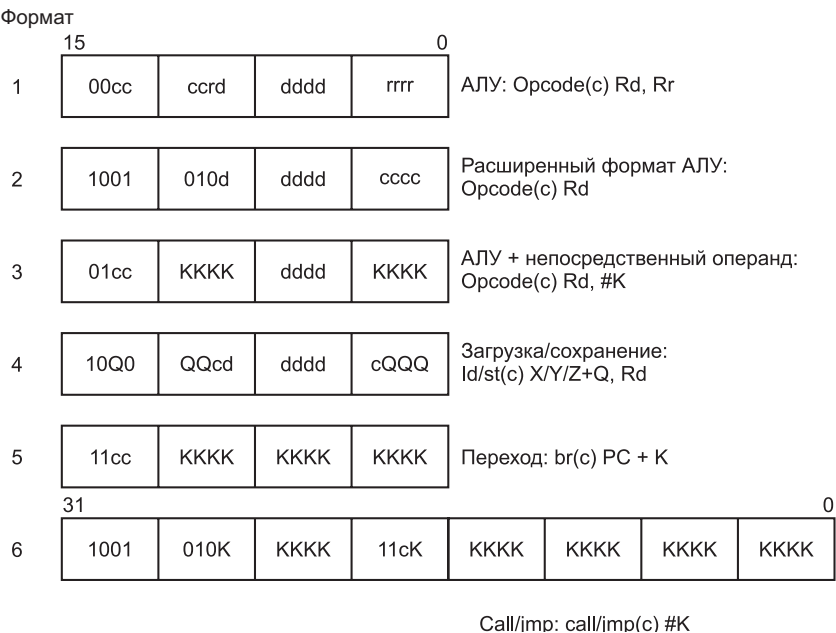 Формат
15 0
1 00cc ccrd dddd rrrr АЛУ: Opcode(c) Rd, Rr
2 1001 010d dddd cccc Расширенный формат АЛУ:
Opcode(c) Rd
3 01cc KKKK dddd KKKK АЛУ + непосредственный операнд:
Opcode(c) Rd, #K
4 10Q0 QQcd dddd cQQQ Загрузка/сохранение:
ld/st(c) X/Y/Z+Q, Rd
5 11cc KKKK KKKK KKKK Переход: br(c) PC + K
31 0
6 1001 010K KKKK 11cK KKKK KKKK KKKK KKKK
Call/jmp: call/jmp(c) #K